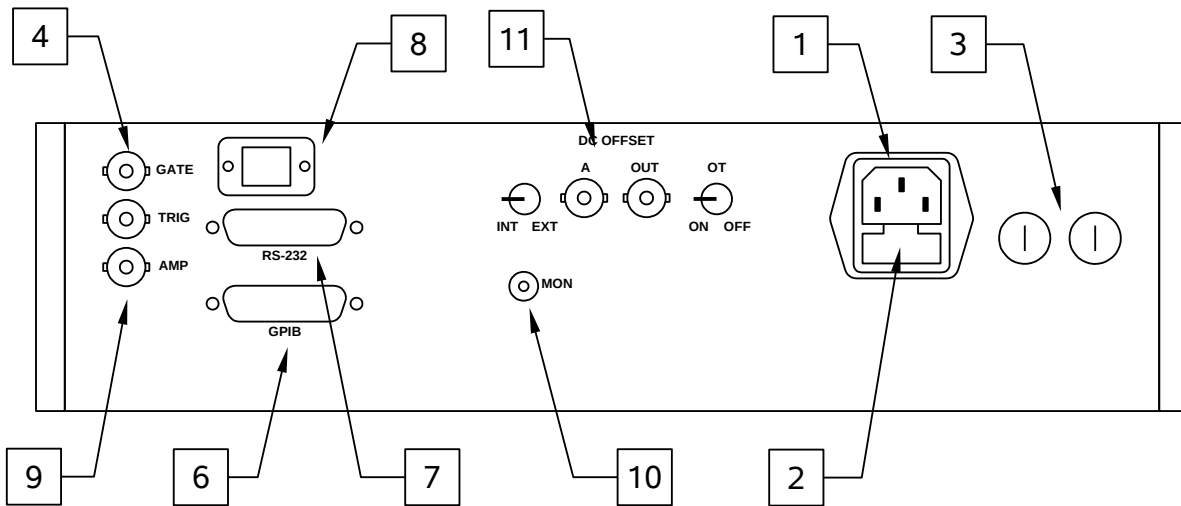 4
8
11
1
3
DC OFFSET
GATE
A
OUT
OT
TRIG
INT EXT
ON OFF
RS-232
AMP
MON
GPIB
9
6
7
10
2